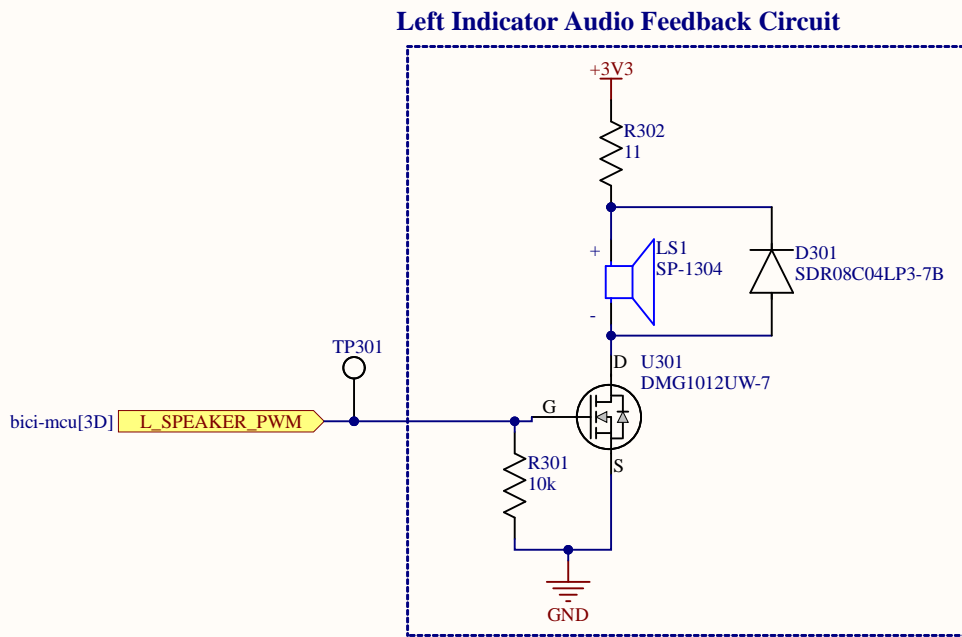 Left Indicator Audio Feedback Circuit
+3V3
R302
11
+
LS1
SP-1304
-
D301
SDR08C04LP3-7B
TP301
D
U301
DMG1012UW-7
bici-mcu[3D]
L_SPEAKER_PWM
G
S
R301
10k
GND